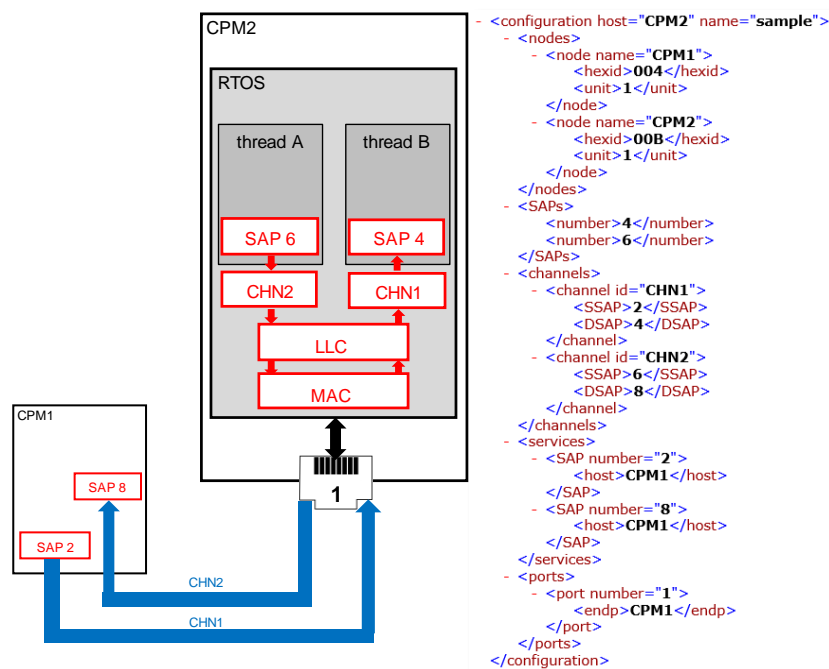 CPM2
RTOS
thread A
thread B
SAP 6
SAP 4
CHN2
CHN1
LLC
MAC
1
CPM1
SAP 8
SAP 2
CHN2
CHN1
- <configuration host="CPM2" name="sample">
- <nodes>
- <node name="CPM1">
<hexid>004</hexid>
<unit>1</unit>
</node>
- <node name="CPM2">
<hexid>00B</hexid>
<unit>1</unit>
</node>
</nodes>
- <SAPs>
<number>4</number>
<number>6</number>
</SAPs>
- <channels>
- <channel id="CHN1">
<SSAP>2</SSAP>
<DSAP>4</DSAP>
</channel>
- <channel id="CHN2">
<SSAP>6</SSAP>
<DSAP>8</DSAP>
</channel>
</channels>
- <services>
- <SAP number="2">
<host>CPM1</host>
</SAP>
- <SAP number="8">
<host>CPM1</host>
</SAP>
</services>
- <ports>
- <port number="1">
<endp>CPM1</endp>
</port>
</ports>
</configuration>